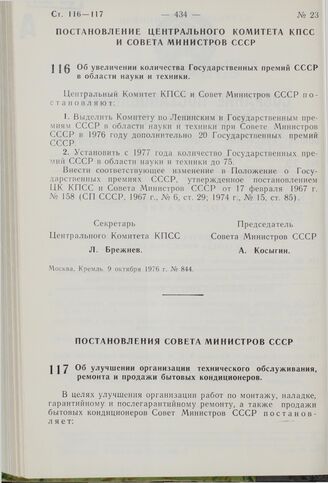 Ст. 116—117 — 434 — № 23
ПОСТАНОВЛЕНИЕ ЦЕНТРАЛЬНОГО КОМИТЕТА КПСС
И СОВЕТА МИНИСТРОВ СССР
116 Об увеличении количества Государственных премий СССР
в области науки и техники.
Центральный Комитет КПСС и Совет Министров СССР по-
становляют:
1. Выделить Комитету по Ленинским и Государственным пре-
миям СССР в области науки и техники при Совете Министров
СССР в 1976 году дополнительно 20 Государственных премий
СССР.
2. Установить с 1977 года количество Государственных пре-
мий СССР в области науки и техники до 75.
Внести соответствующее изменение в Положение о Госу-
дарственных премиях СССР, утвержденное постановлением
ЦК КПСС и Совета Министров СССР от 17 февраля 1967 г.
№ 158 (СП СССР, 1967 г., № 6, ст. 29; 1974 г., № 15, ст. 85).
Секретарь Председатель
Центрального Комитета КПСС Совета Министров СССР
Л. Брежнев. А. Косыгин.
Москва, Кремль. 9 октября 1976 г. № 844.
ПОСТАНОВЛЕНИЯ СОВЕТА МИНИСТРОВ СССР
117 Об улучшении организации технического обслуживания,
ремонта и продажи бытовых кондиционеров.
В целях улучшения организации работ по монтажу, наладке,
гарантийному и послегарантийному ремонту, а также продажи
бытовых кондиционеров Совет Министров СССР постанов-
ляет: